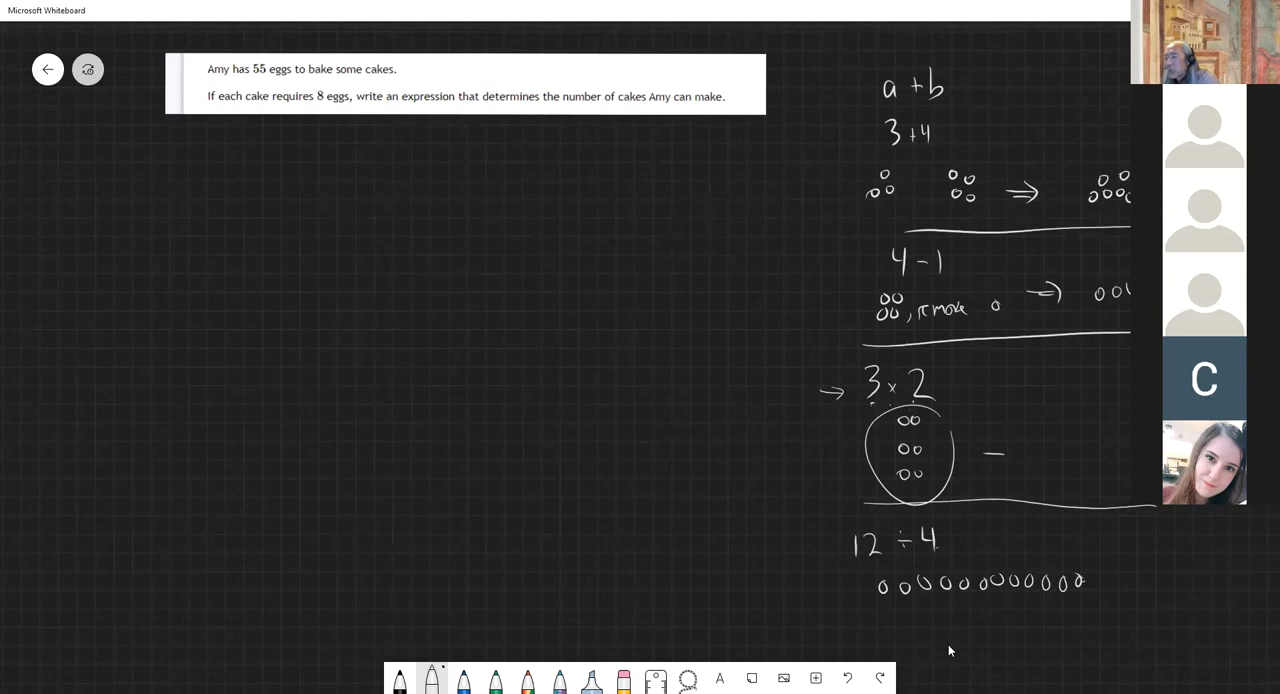 Microsoft Whiteboard
Amy has 55 eggs to bake some cakes.
If each cake requires 8 eggs, write an expression that determines the number of cakes Amy can make.
a + b
3 + 4
⇒
4 - 1
, remove 0 ⇒
→ 3 × 2
C
12 ÷ 4
A